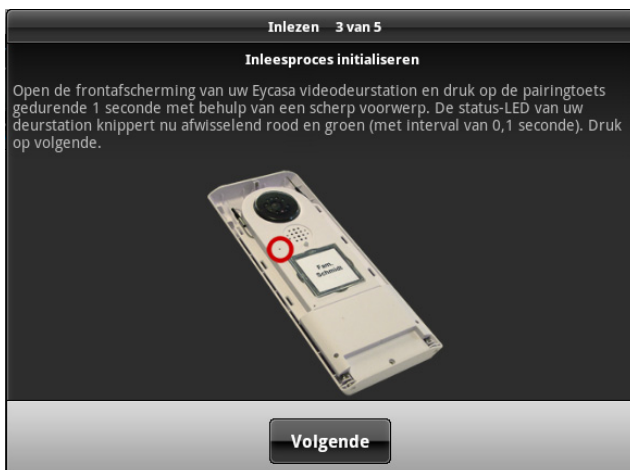 Inlezen 3 van 5
Inleesproces initialiseren
Open de frontafscherming van uw Eycasa videodeurstation en druk op de pairingtoets
gedurende 1 seconde met behulp van een scherp voorwerp. De status-LED van uw
deurstation knippert nu afwisselend rood en groen (met interval van 0,1 seconde). Druk
op volgende.
Fam.
Schmidt
Volgende